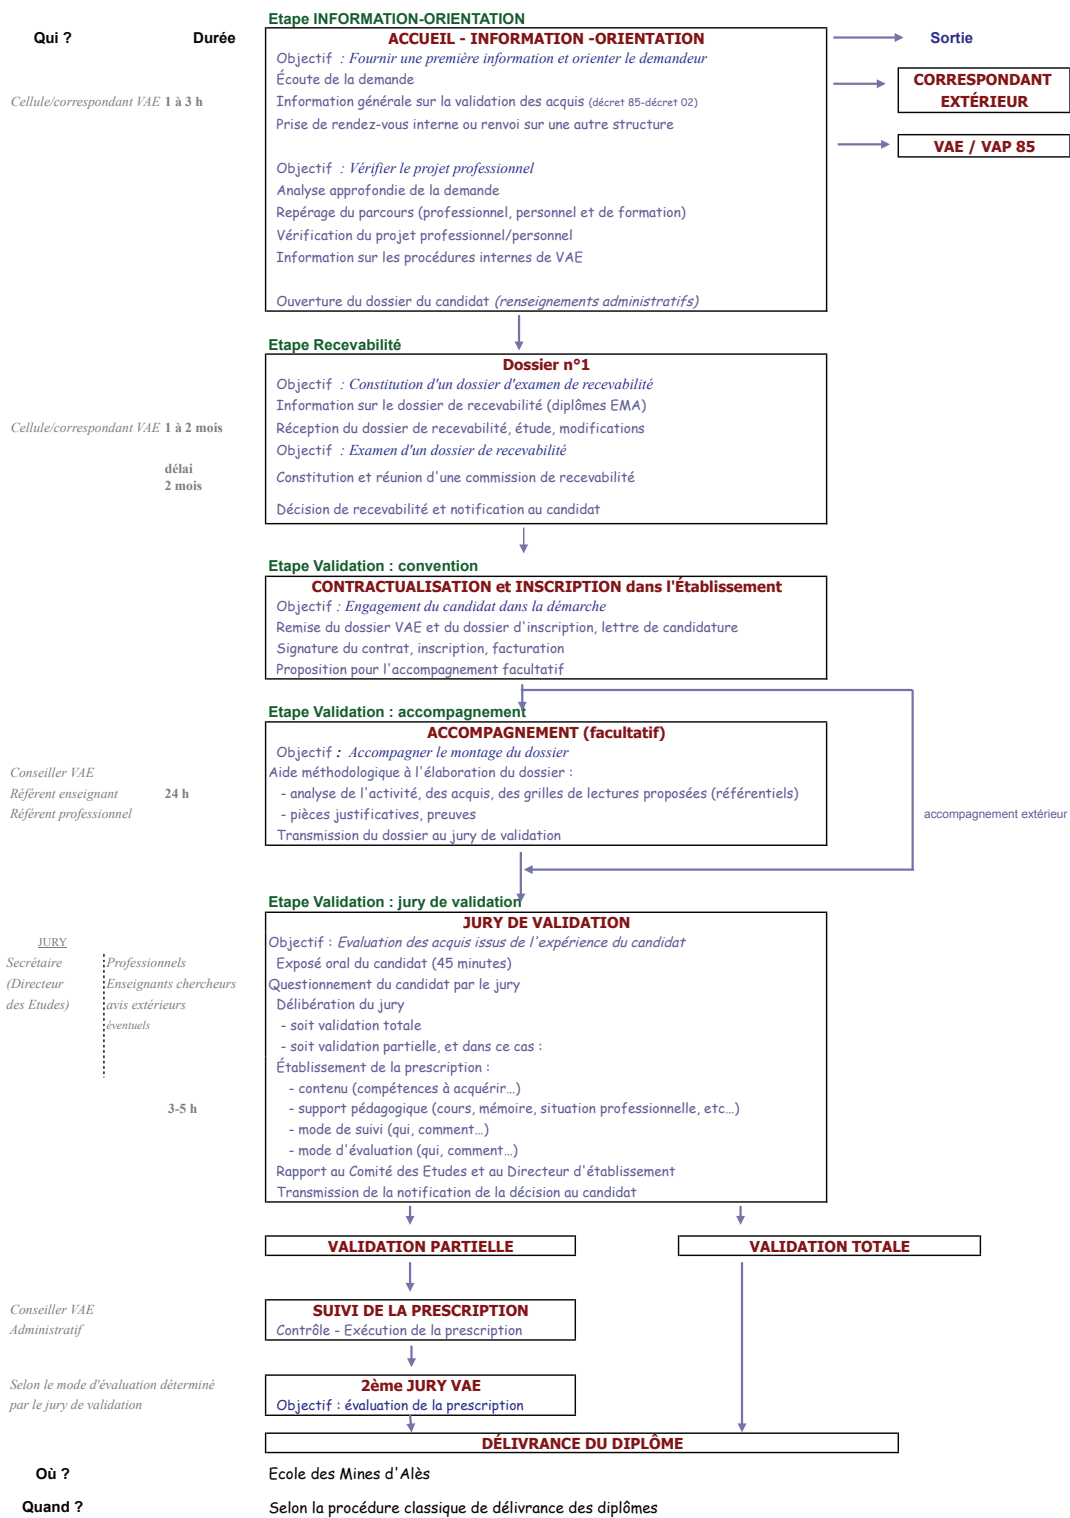 Etape INFORMATION-ORIENTATION
Qui ?
Durée
ACCUEIL - INFORMATION -ORIENTATION
Sortie
Objectif : Fournir une première information et orienter le demandeur
Écoute de la demande
CORRESPONDANT
EXTÉRIEUR
Cellule/correspondant VAE 1 à 3 h
Information générale sur la validation des acquis (décret 85-décret 02)
Prise de rendez-vous interne ou renvoi sur une autre structure
VAE / VAP 85
Objectif : Vérifier le projet professionnel
Analyse approfondie de la demande
Repérage du parcours (professionnel, personnel et de formation)
Vérification du projet professionnel/personnel
Information sur les procédures internes de VAE
Ouverture du dossier du candidat (renseignements administratifs)
Etape Recevabilité
Dossier n°1
Objectif : Constitution d'un dossier d'examen de recevabilité
Information sur le dossier de recevabilité (diplômes EMA)
Cellule/correspondant VAE 1 à 2 mois
Réception du dossier de recevabilité, étude, modifications
Objectif : Examen d'un dossier de recevabilité
délai
2 mois
Constitution et réunion d'une commission de recevabilité
Décision de recevabilité et notification au candidat
Etape Validation : convention
CONTRACTUALISATION et INSCRIPTION dans l'Établissement
Objectif : Engagement du candidat dans la démarche
Remise du dossier VAE et du dossier d'inscription, lettre de candidature
Signature du contrat, inscription, facturation
Proposition pour l'accompagnement facultatif
Etape Validation : accompagnement
ACCOMPAGNEMENT (facultatif)
Objectif : Accompagner le montage du dossier
Conseiller VAE
Aide méthodologique à l'élaboration du dossier :
Référent enseignant
24 h
- analyse de l'activité, des acquis, des grilles de lectures proposées (référentiels)
Référent professionnel
- pièces justificatives, preuves
accompagnement extérieur
Transmission du dossier au jury de validation
Etape Validation : jury de validation
JURY DE VALIDATION
JURY
Objectif : Evaluation des acquis issus de l'expérience du candidat
Secrétaire
Professionnels
Exposé oral du candidat (45 minutes)
(Directeur
Enseignants chercheurs
Questionnement du candidat par le jury
des Etudes)
avis extérieurs
Délibération du jury
éventuels
- soit validation totale
- soit validation partielle, et dans ce cas :
Établissement de la prescription :
- contenu (compétences à acquérir…)
3-5 h
- support pédagogique (cours, mémoire, situation professionnelle, etc…)
- mode de suivi (qui, comment…)
- mode d'évaluation (qui, comment…)
Rapport au Comité des Etudes et au Directeur d'établissement
Transmission de la notification de la décision au candidat
VALIDATION PARTIELLE
VALIDATION TOTALE
Conseiller VAE
SUIVI DE LA PRESCRIPTION
Administratif
Contrôle - Exécution de la prescription
Selon le mode d'évaluation déterminé
2ème JURY VAE
par le jury de validation
Objectif : évaluation de la prescription
DÉLIVRANCE DU DIPLÔME
Où ?
Ecole des Mines d'Alès
Quand ?
Selon la procédure classique de délivrance des diplômes